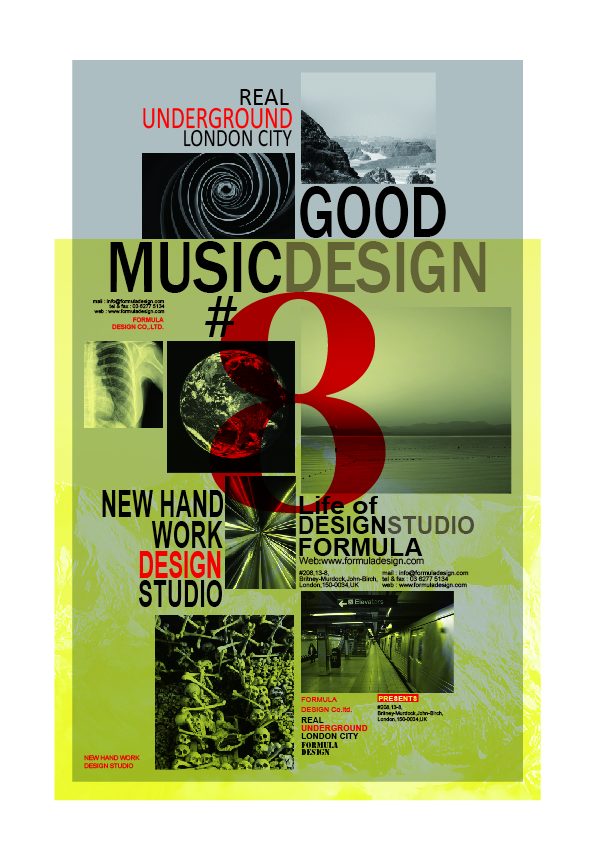 REAL
UNDERGROUND
LONDON CITY
GOOD
MUSICDESIGN
#8
mail : info@formuladesign.com
tel & fax : 03 6277 5134
web : www.formuladesign.com
FORMULA
DESIGN CO,.LTD.
NEW HAND
WORK
DESIGN
STUDIO
Life of
DESIGNSTUDIO
FORMULA
Web:www.formuladesign.com
#208,13-8,
Britney-Murdock,John-Birch,
London,150-0034,UK
mail : info@formuladesign.com
tel & fax : 03 6277 5134
web : www.formuladesign.com
Elevators
FORMULA
DESIGN Co.ltd.
REAL
UNDERGROUND
LONDON CITY
FORMULA
DESIGN
PRESENTS
#208,13-8,
Britney-Murdock,John-Birch,
London,150-0034,UK
NEW HAND WORK
DESIGN STUDIO